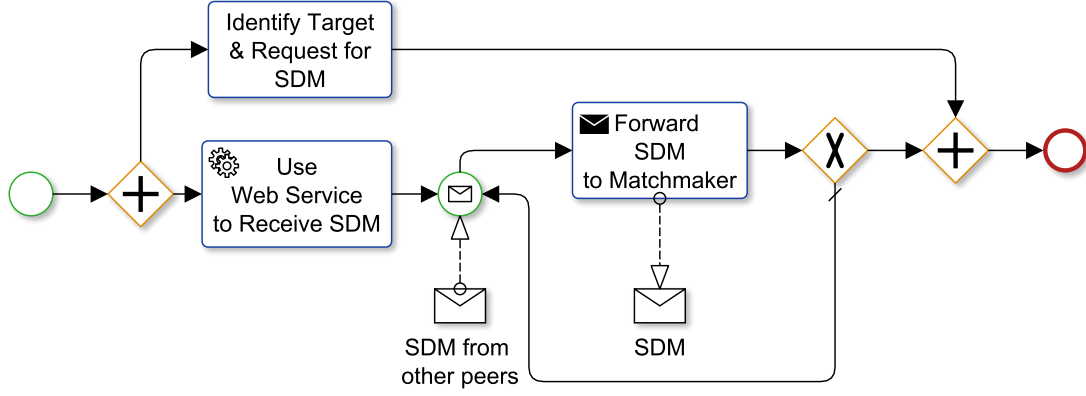 Identify Target
& Request for
SDM
Use
Web Service
to Receive SDM
Forward
SDM
to Matchmaker
SDM from
other peers
SDM